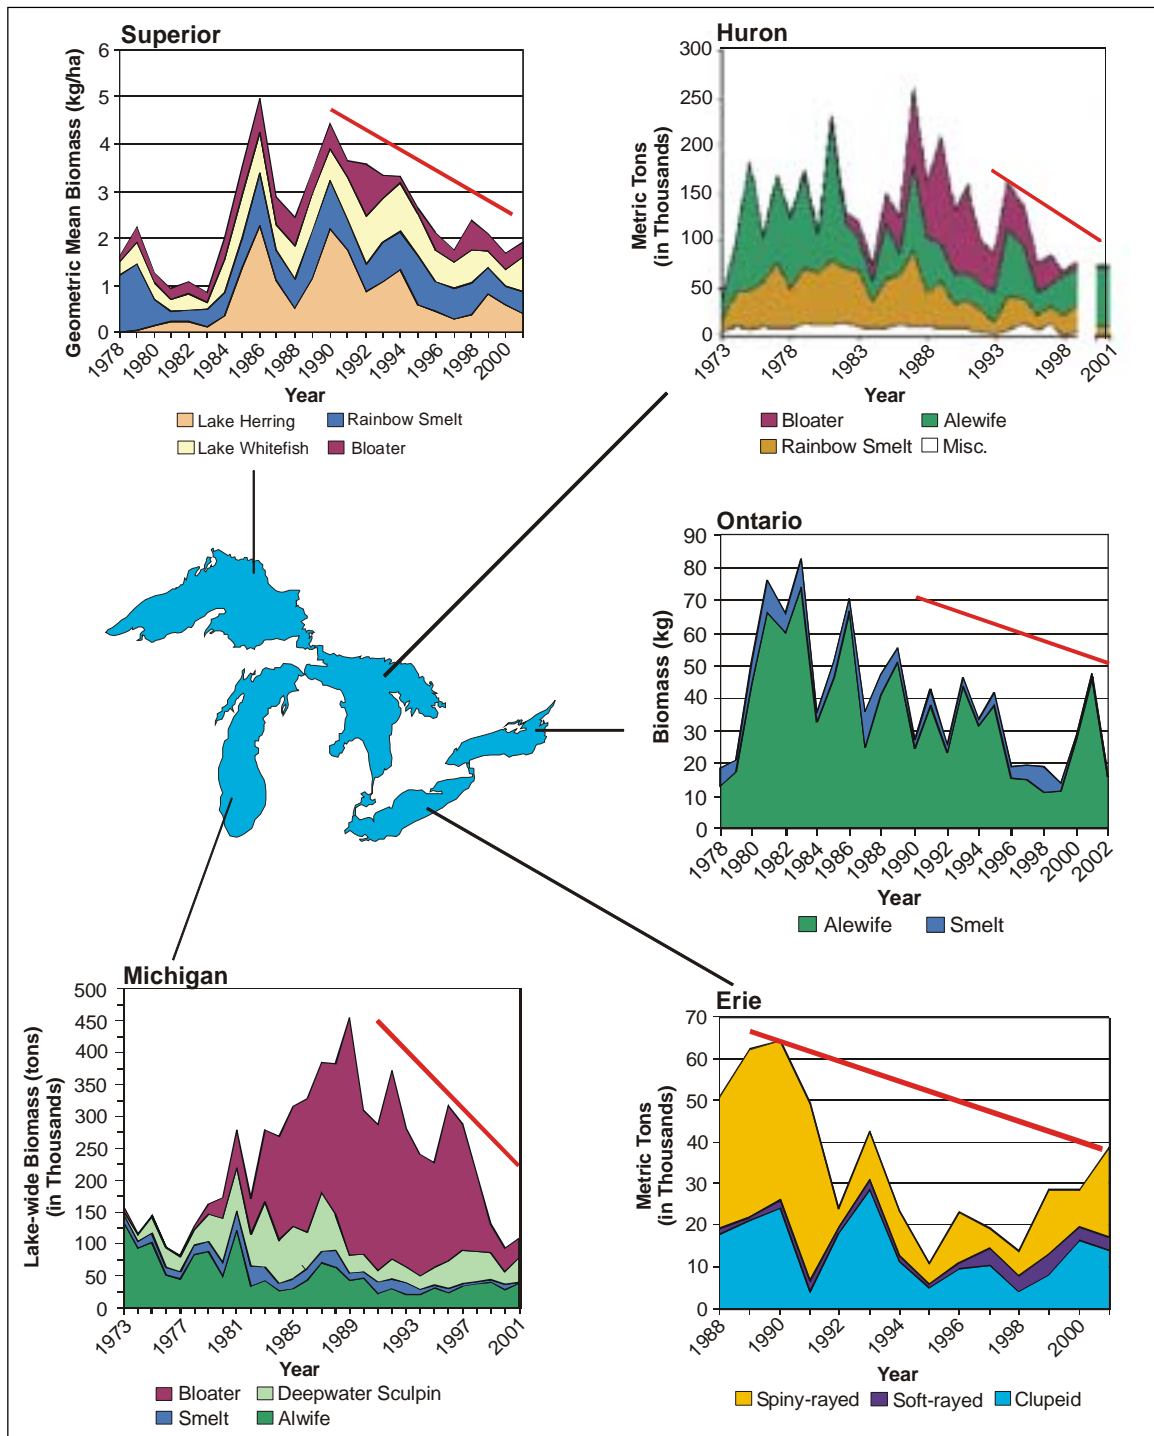 Superior
Geometric Mean Biomass (kg/ha)
6
5
4
3
2
1
0
1978
1980
1982
1984
1986
1988
1990
1992
1994
1996
1998
2000
Year
Lake Herring
Rainbow Smelt
Lake Whitefish
Bloater
Huron
Metric Tons
(in Thousands)
300
250
200
150
100
50
0
1973
1978
1983
1988
1993
1998
2001
Year
Bloater
Alewife
Rainbow Smelt
Misc.
Ontario
Biomass (kg)
90
80
70
60
50
40
30
20
10
0
1978
1980
1982
1984
1986
1988
1990
1992
1994
1996
1998
2000
2002
Year
Alewife
Smelt
Michigan
Lake-wide Biomass (tons)
(in Thousands)
500
450
400
350
300
250
200
150
100
50
0
1973
1977
1981
1985
1989
1993
1997
2001
Year
Bloater
Deepwater Sculpin
Smelt
Alwife
Erie
Metric Tons
(in Thousands)
70
60
50
40
30
20
10
0
1988
1990
1992
1994
1996
1998
2000
Year
Spiny-rayed
Soft-rayed
Clupeid